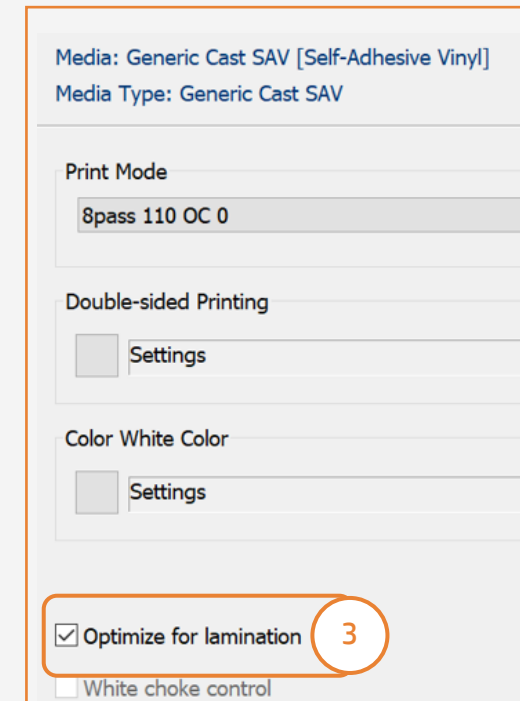 Media: Generic Cast SAV [Self-Adhesive Vinyl]
Media Type: Generic Cast SAV
Print Mode
8pass 110 OC 0
Double-sided Printing
Settings
Color White Color
Settings
Optimize for lamination 3
White choke control